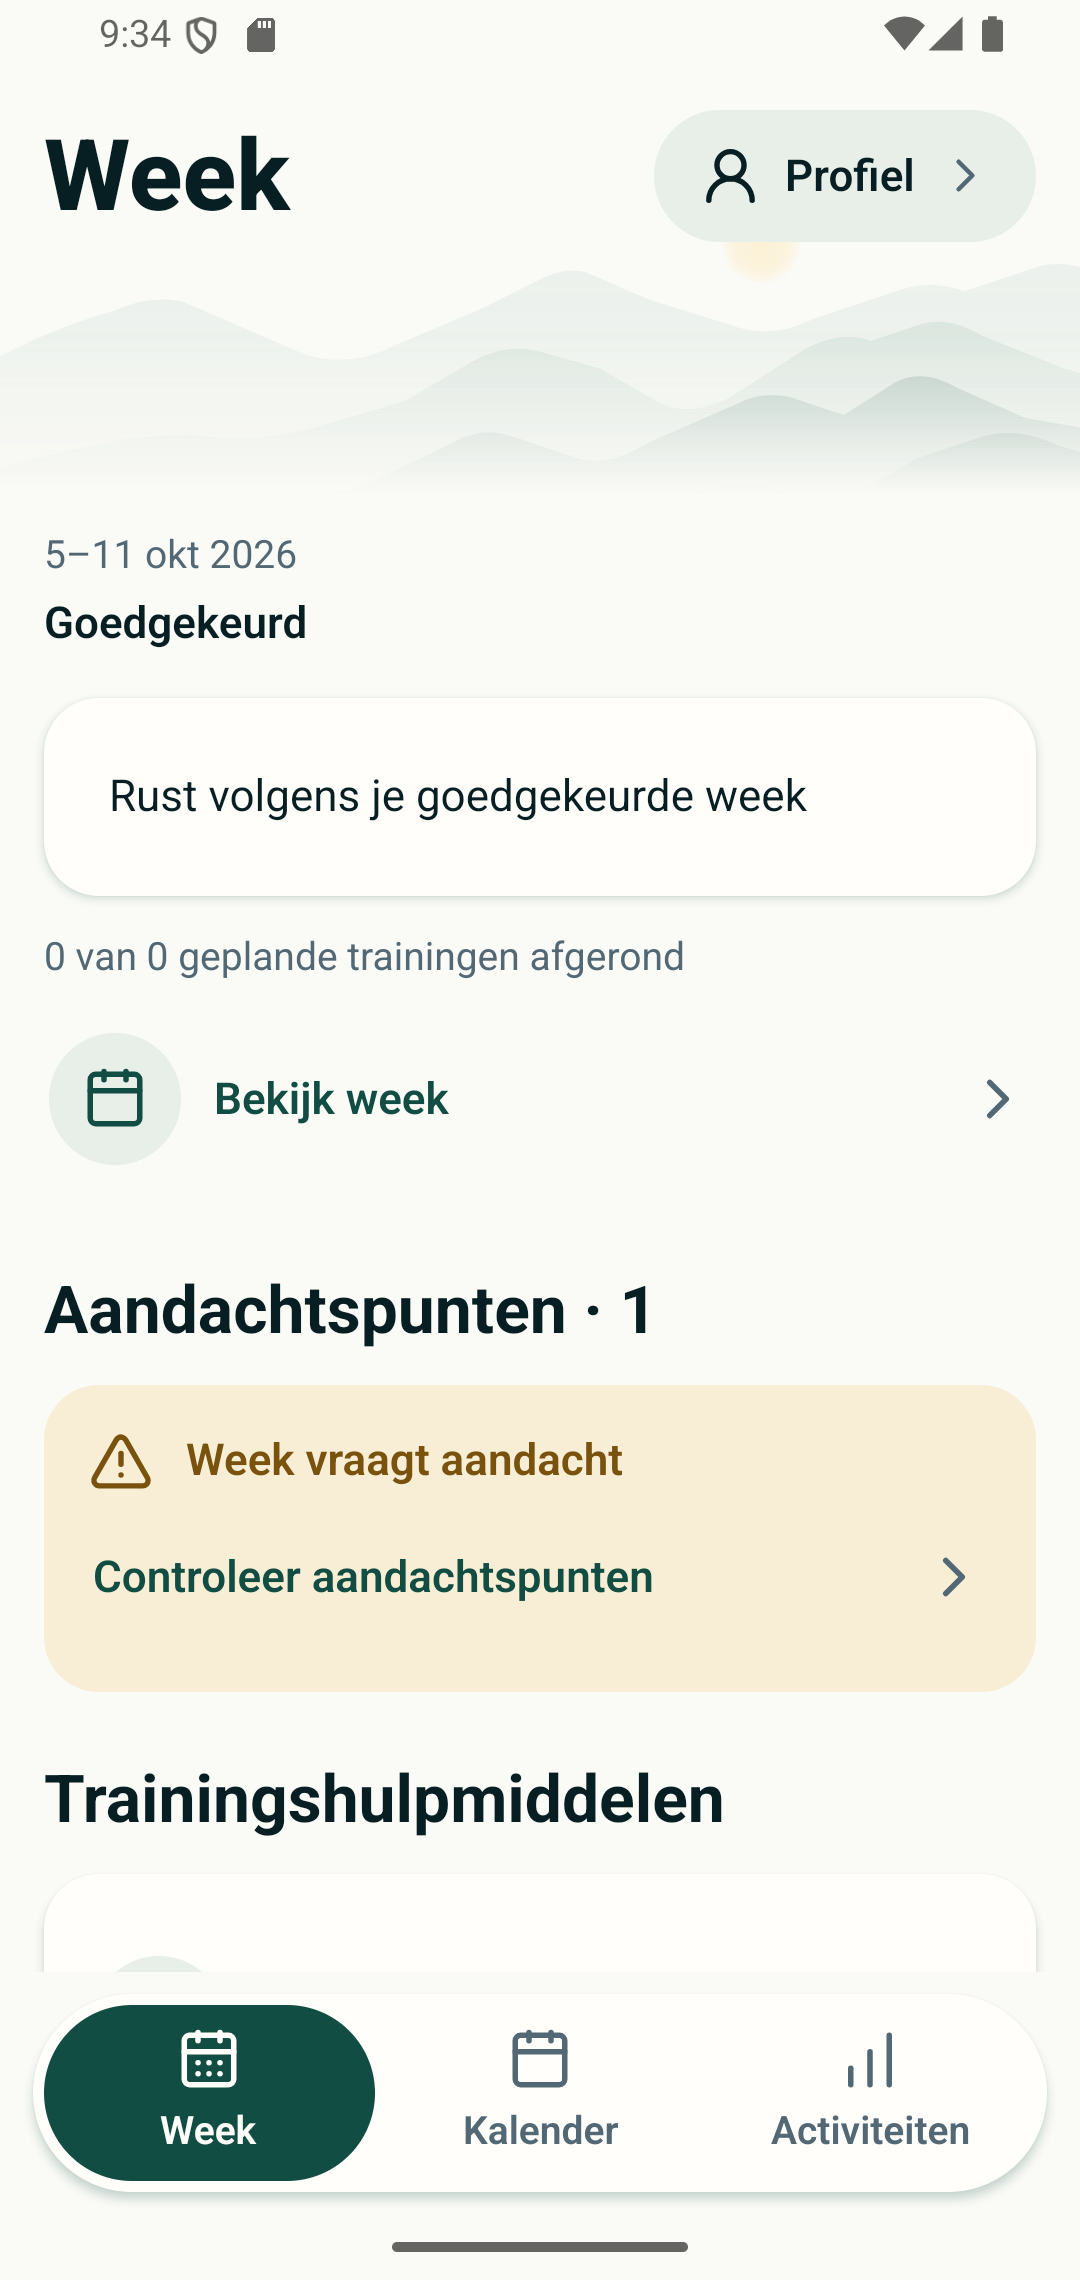 9:34
Week
Profiel
5–11 okt 2026
Goedgekeurd
Rust volgens je goedgekeurde week
0 van 0 geplande trainingen afgerond
Bekijk week
Aandachtspunten · 1
Week vraagt aandacht
Controleer aandachtspunten
Trainingshulpmiddelen
Week
Kalender
Activiteiten